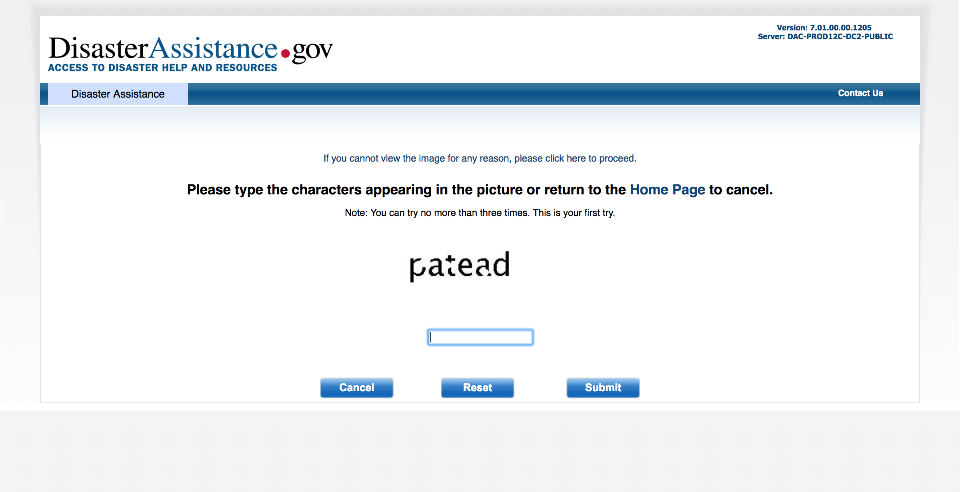 DisasterAssistance.gov
ACCESS TO DISASTER HELP AND RESOURCES
Version: 7.01.00.00.1205
Server: DAC-PROD12C-DC2-PUBLIC
Disaster Assistance
Contact Us
If you cannot view the image for any reason, please click here to proceed.
Please type the characters appearing in the picture or return to the Home Page to cancel.
Note: You can try no more than three times. This is your first try.
patead
Cancel
Reset
Submit